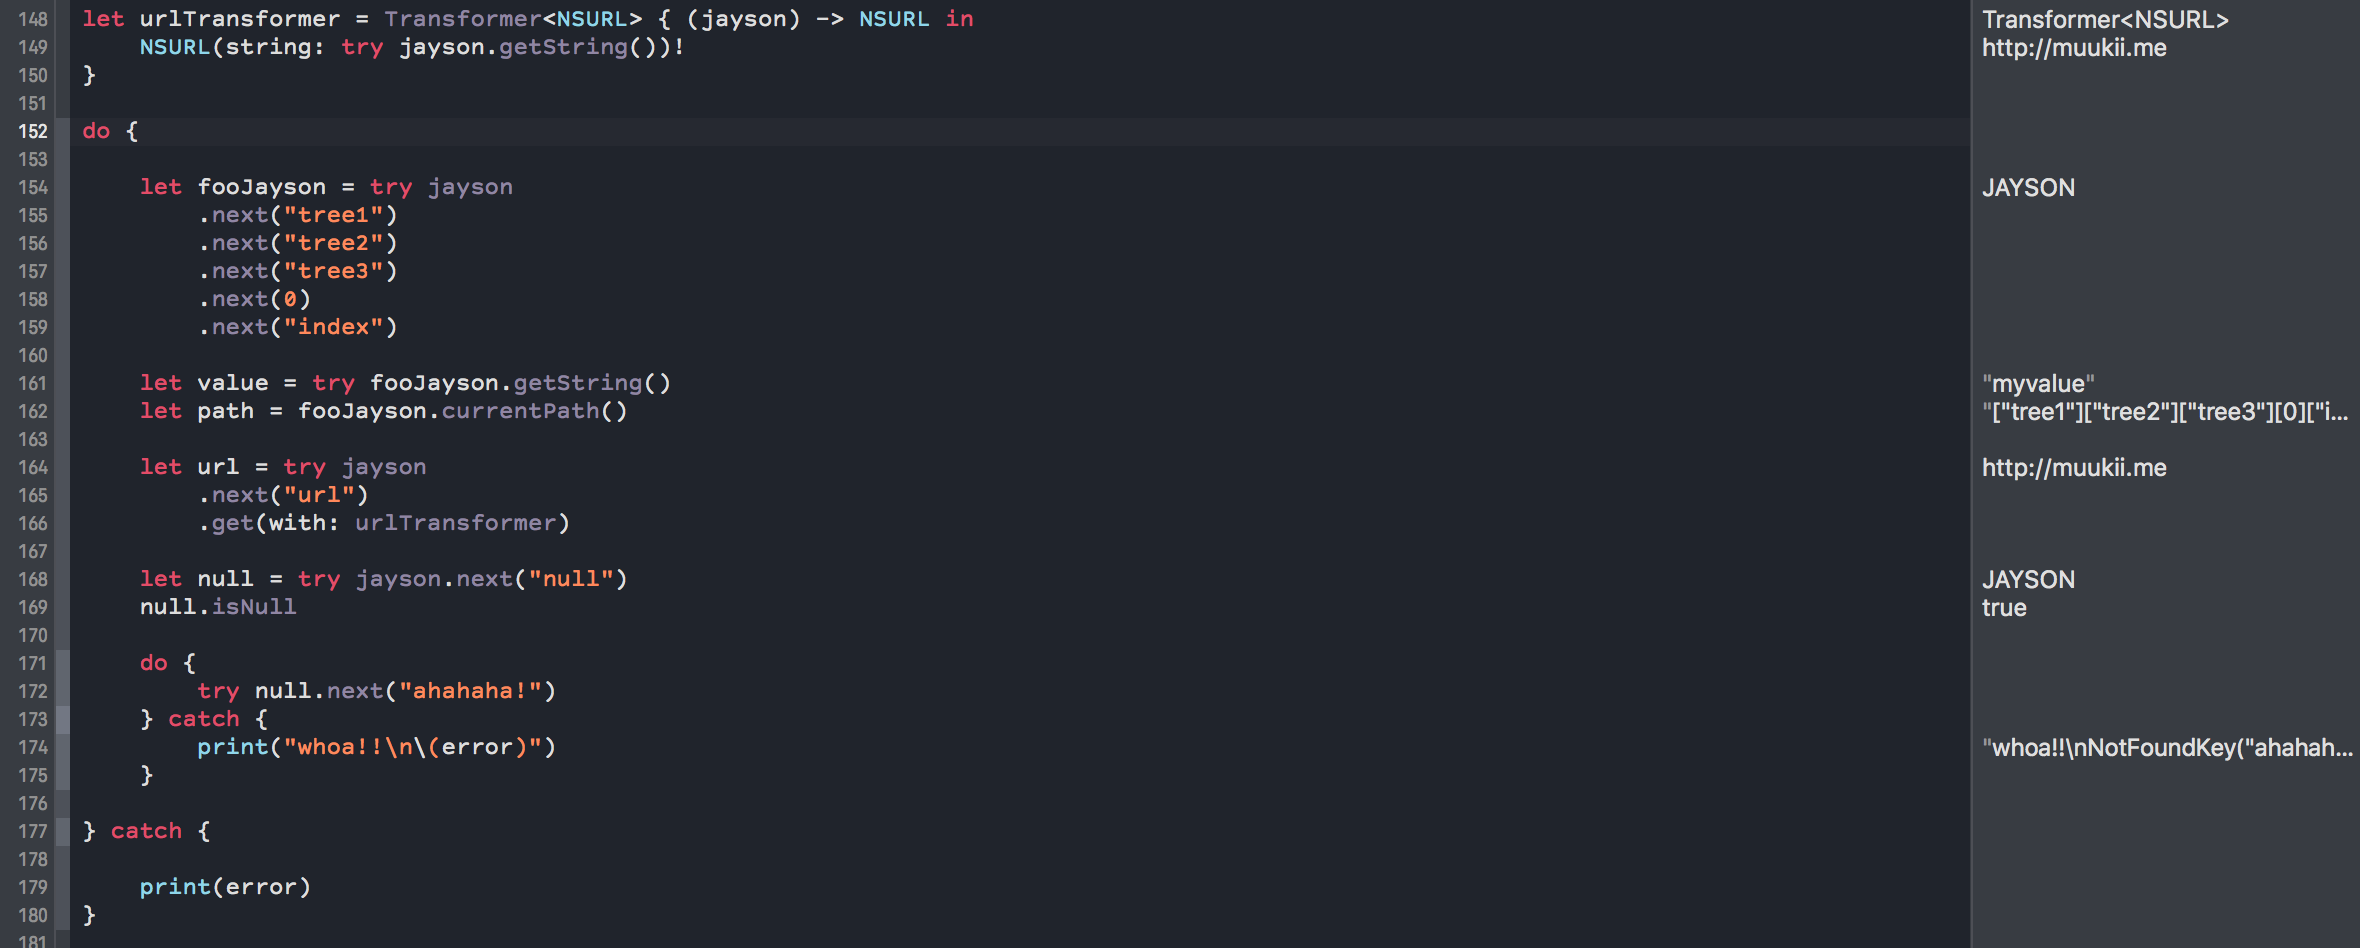 148 let urlTransformer = Transformer<NSURL> { (jayson) -> NSURL in Transformer<NSURL>
149     NSURL(string: try jayson.getString())! http://muukii.me
150 }
151
152 do {
153
154     let fooJayson = try jayson JAYSON
155         .next("tree1")
156         .next("tree2")
157         .next("tree3")
158         .next(0)
159         .next("index")
160
161     let value = try fooJayson.getString() "myvalue"
162     let path = fooJayson.currentPath() "["tree1"]["tree2"]["tree3"][0]["i...
163
164     let url = try jayson http://muukii.me
165         .next("url")
166         .get(with: urlTransformer)
167
168     let null = try jayson.next("null") JAYSON
169     null.isNull true
170
171     do {
172         try null.next("ahahaha!")
173     } catch {
174         print("whoa!!\n\(error)") "whoa!!\nNotFoundKey("ahahah...
175     }
176
177 } catch {
178
179     print(error)
180 }
181